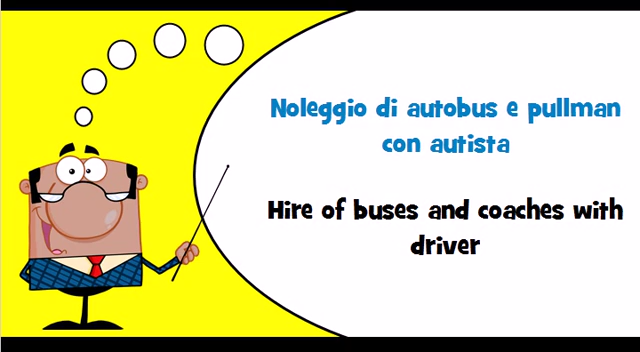 Noleggio di autobus e pullman
con autista
Hire of buses and coaches with
driver